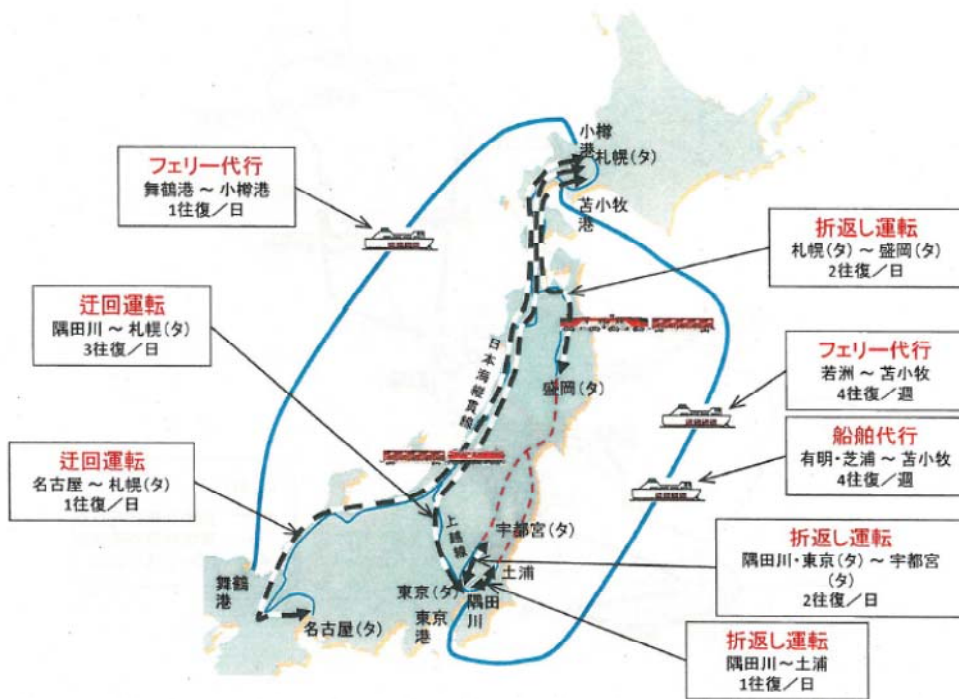 小樽
港
札幌(タ)
フェリー代行
舞鶴港 ~ 小樽港
1往復/日
苫小牧
港
折返し運転
札幌(タ) ~ 盛岡(タ)
2往復/日
迂回運転
隅田川 ~ 札幌(タ)
3往復/日
日本海縦貫線
盛岡(タ)
フェリー代行
若洲 ~ 苫小牧
4往復/週
船舶代行
有明・芝浦 ~ 苫小牧
4往復/週
迂回運転
名古屋 ~ 札幌(タ)
1往復/日
上越線
宇都宮(タ)
折返し運転
隅田川・東京(タ) ~ 宇都宮
(タ)
2往復/日
土浦
舞鶴
港
東京(タ)
隅田
川
東京
港
名古屋(タ)
折返し運転
隅田川~土浦
1往復/日